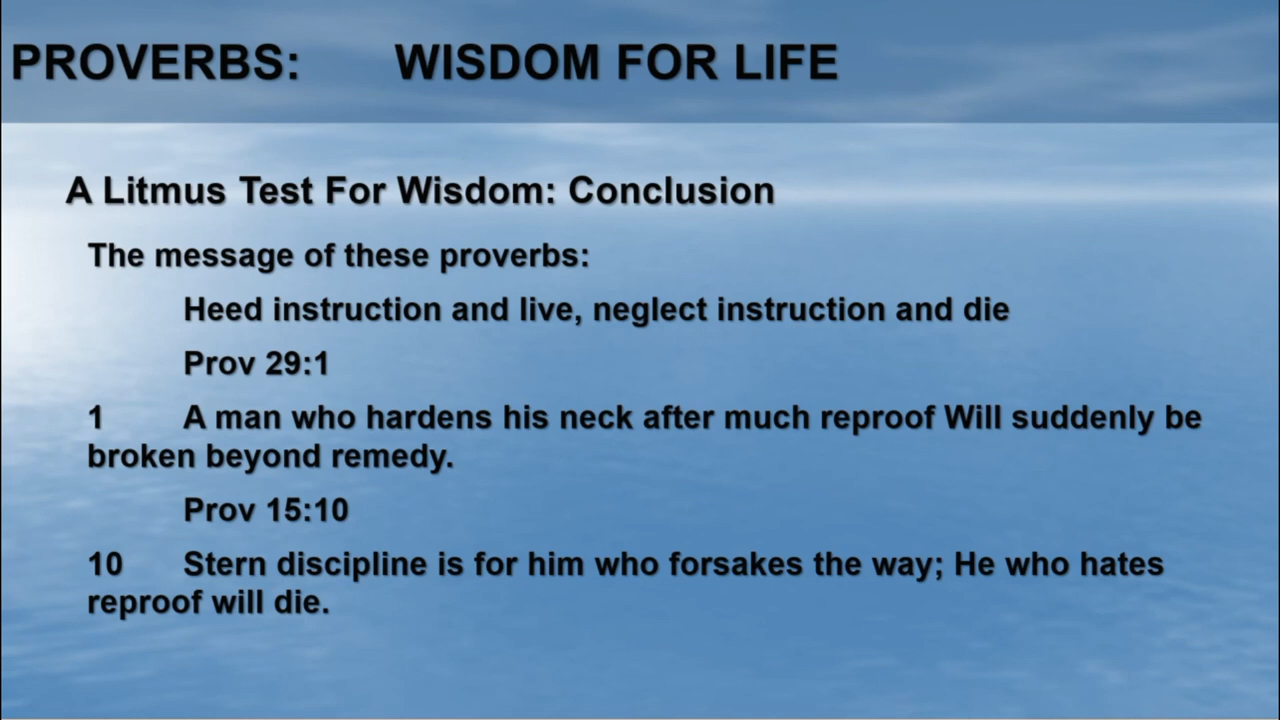 PROVERBS: WISDOM FOR LIFE
A Litmus Test For Wisdom: Conclusion
The message of these proverbs:
Heed instruction and live, neglect instruction and die
Prov 29:1
1 A man who hardens his neck after much reproof Will suddenly be
broken beyond remedy.
Prov 15:10
10 Stern discipline is for him who forsakes the way; He who hates
reproof will die.